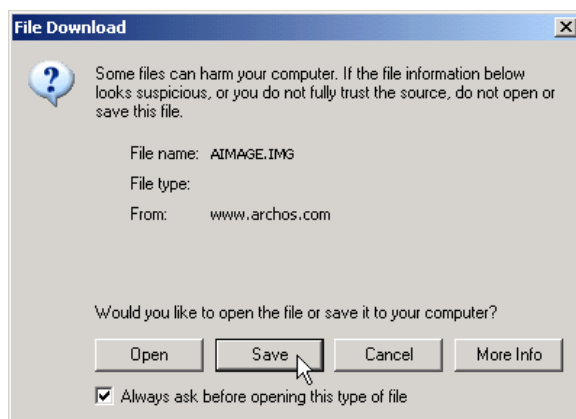 File Download
Some files can harm your computer. If the file information below
looks suspicious, or you do not fully trust the source, do not open or
save this file.
File name: AIMAGE.IMG
File type:
From: www.archos.com
Would you like to open the file or save it to your computer?
Open Save Cancel More Info
Always ask before opening this type of file